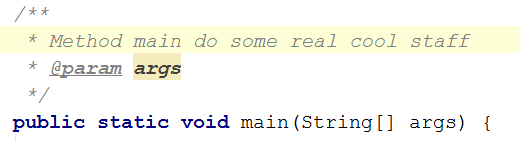 /**
* Method main do some real cool staff
* @param args
*/
public static void main(String[] args) {